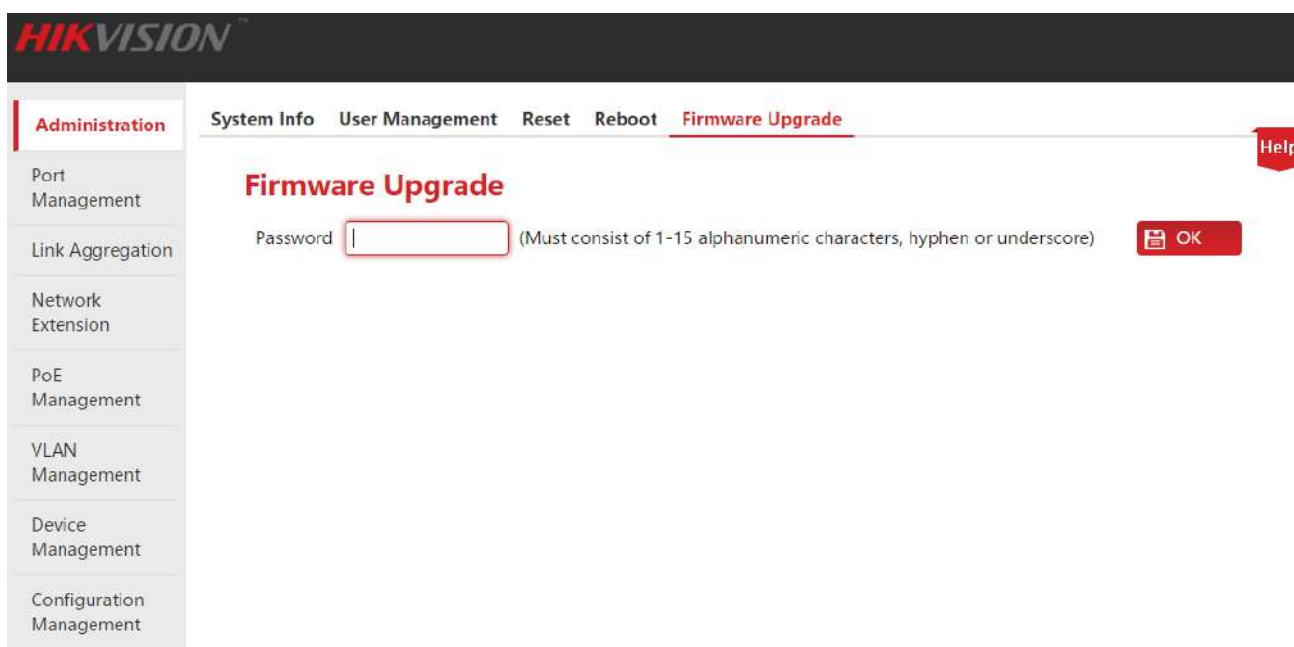 HIKVISION™
Administration
System Info User Management Reset Reboot Firmware Upgrade
Help
Port
Management
Link Aggregation
Network
Extension
PoE
Management
VLAN
Management
Device
Management
Configuration
Management
Firmware Upgrade
Password (Must consist of 1-15 alphanumeric characters, hyphen or underscore) OK